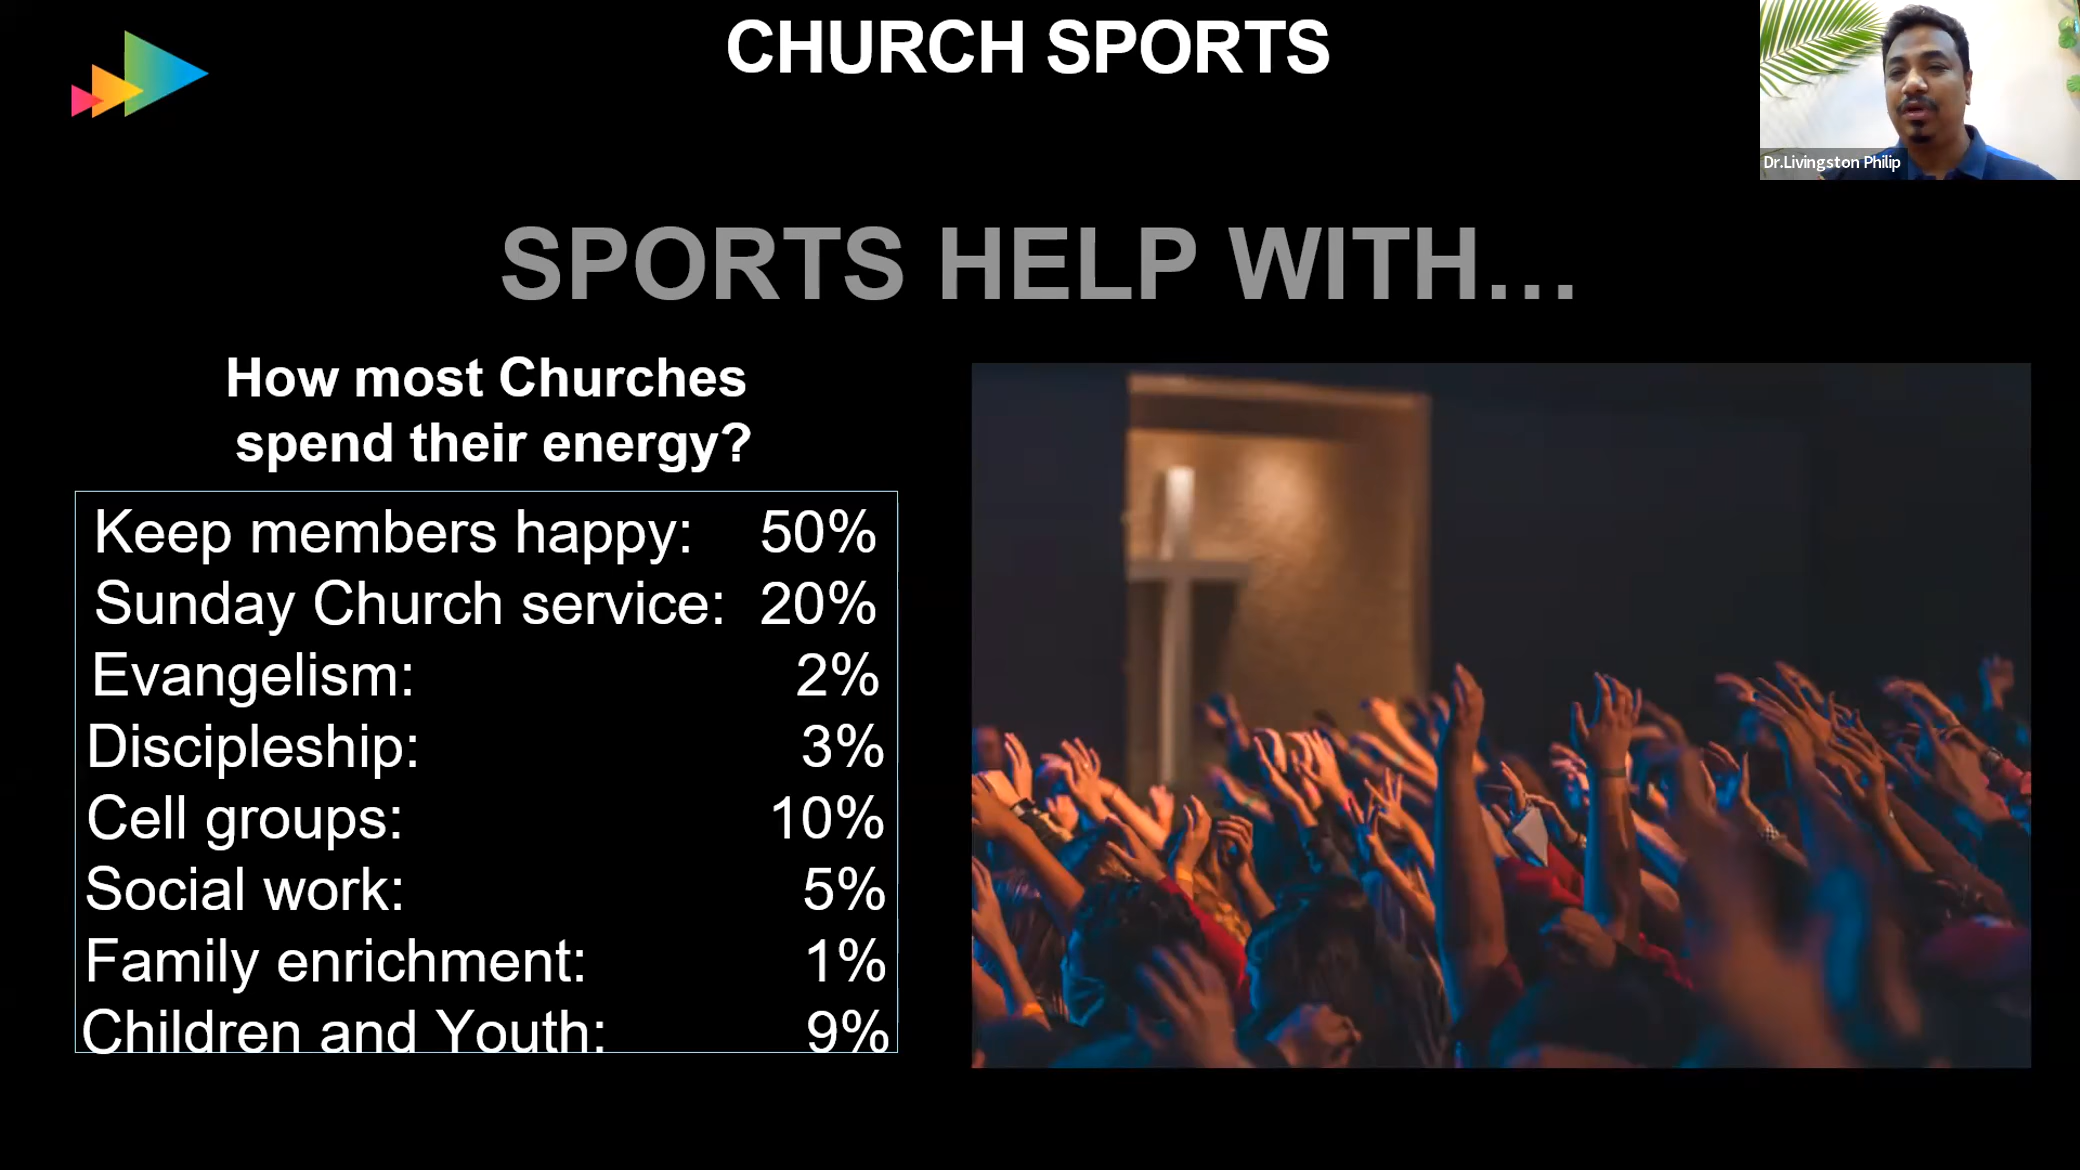 CHURCH SPORTS
Dr.Livingston Philip
SPORTS HELP WITH...
How most Churches
spend their energy?
Keep members happy: 50%
Sunday Church service: 20%
Evangelism: 2%
Discipleship: 3%
Cell groups: 10%
Social work: 5%
Family enrichment: 1%
Children and Youth: 9%